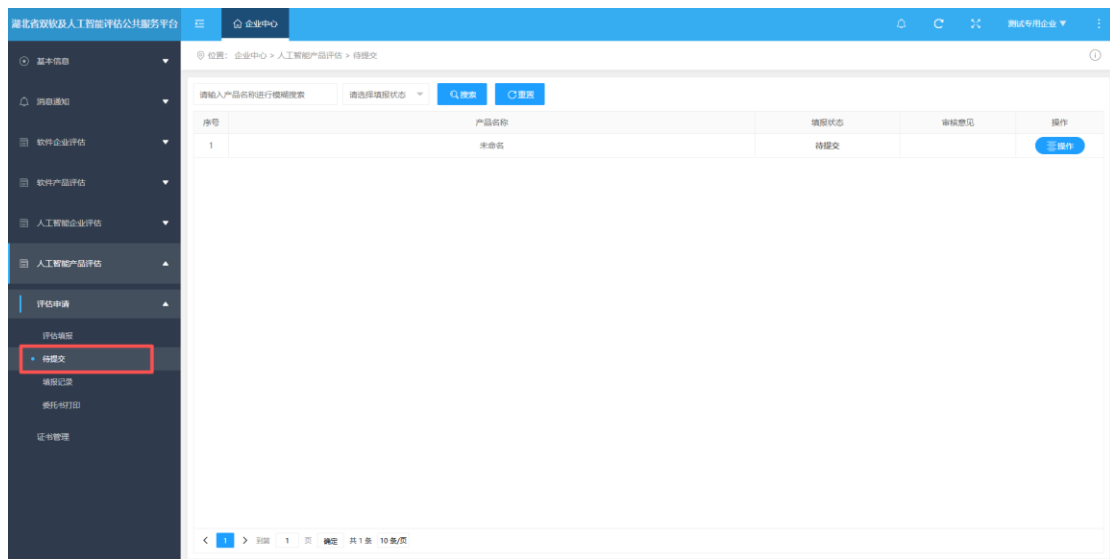 湖北省双软及人工智能评估公共服务平台
企业中心
测试专用企业
位置： 企业中心 > 人工智能产品评估 > 待提交
基本信息
消息通知
软件企业评估
软件产品评估
人工智能企业评估
人工智能产品评估
评估申请
评估填报
待提交
填报记录
委托书打印
证书管理
请输入产品名称进行模糊搜索 请选择填报状态 搜索 重置
序号 产品名称 填报状态 审核意见 操作
1 未命名 待提交 操作
1 到第 1 页 确定 共 1 条 10 条/页